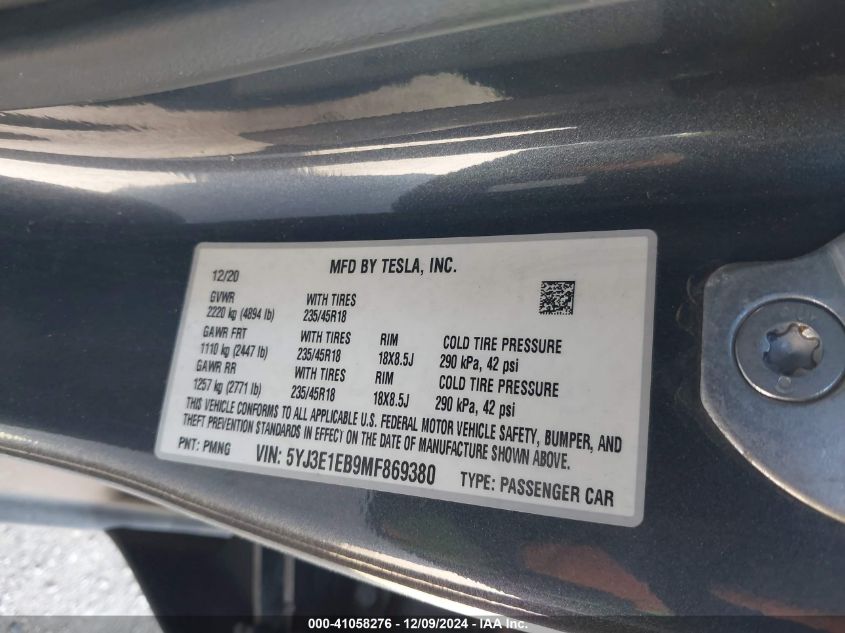 12/20 MFD BY TESLA, INC.
GVWR WITH TIRES
2220 kg (4894 lb) 235/45R18
GAWR FRT WITH TIRES RIM COLD TIRE PRESSURE
1110 kg (2447 lb) 235/45R18 18X8.5J 290 kPa, 42 psi
GAWR RR WITH TIRES RIM COLD TIRE PRESSURE
1257 kg (2771 lb) 235/45R18 18X8.5J 290 kPa, 42 psi
THIS VEHICLE CONFORMS TO ALL APPLICABLE U.S. FEDERAL MOTOR VEHICLE SAFETY, BUMPER, AND
THEFT PREVENTION STANDARDS IN EFFECT ON THE DATE OF MANUFACTURE SHOWN ABOVE.
PNT: PMNG VIN: 5YJ3E1EB9MF869380 TYPE: PASSENGER CAR
000-41058276 - 12/09/2024 - IAA Inc.